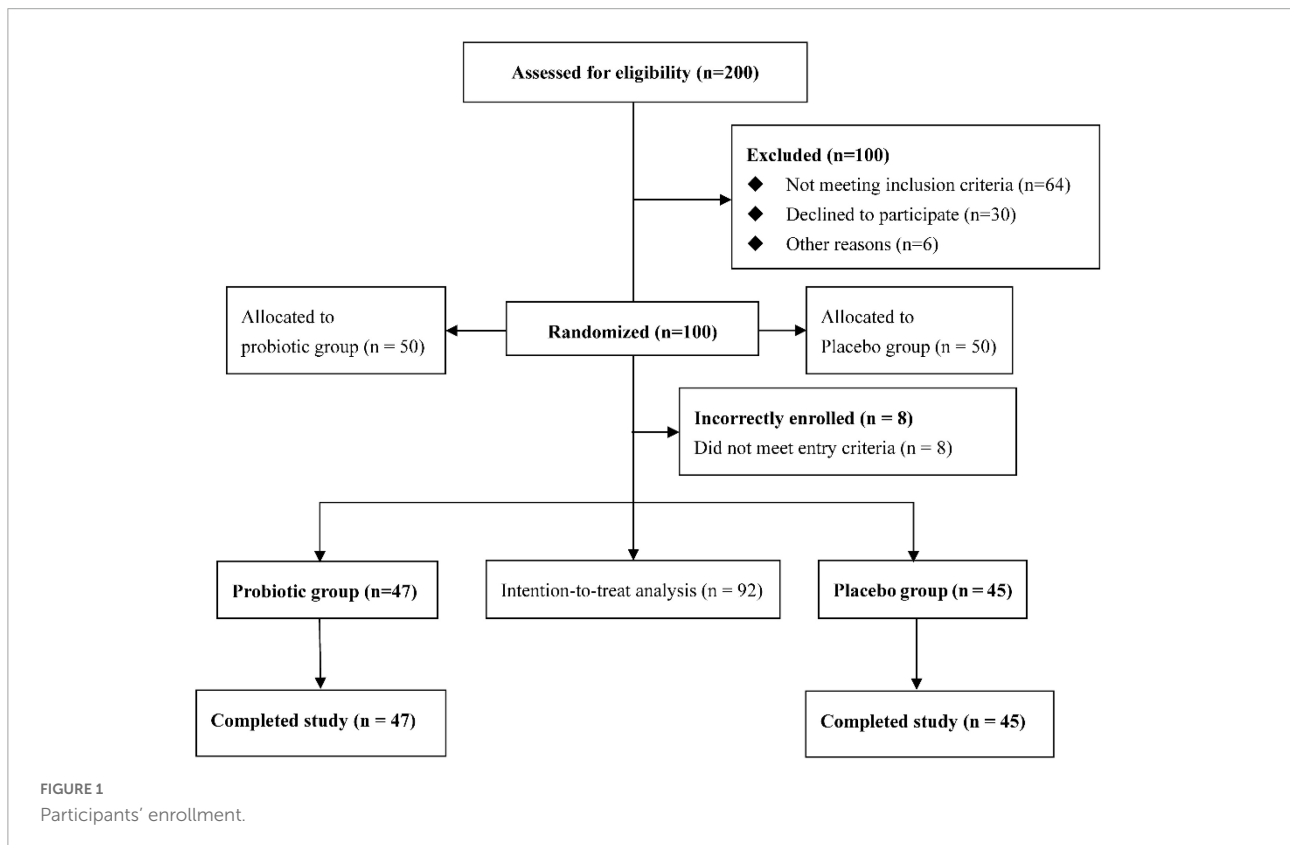 Assessed for eligibility (n=200)
Excluded (n=100)
◆ Not meeting inclusion criteria (n=64)
◆ Declined to participate (n=30)
◆ Other reasons (n=6)
Allocated to
probiotic group (n = 50)
Randomized (n=100)
Allocated to
Placebo group (n = 50)
Incorrectly enrolled (n = 8)
Did not meet entry criteria (n = 8)
Probiotic group (n=47)
Intention-to-treat analysis (n = 92)
Placebo group (n = 45)
Completed study (n = 47)
Completed study (n = 45)
FIGURE 1
Participants’ enrollment.